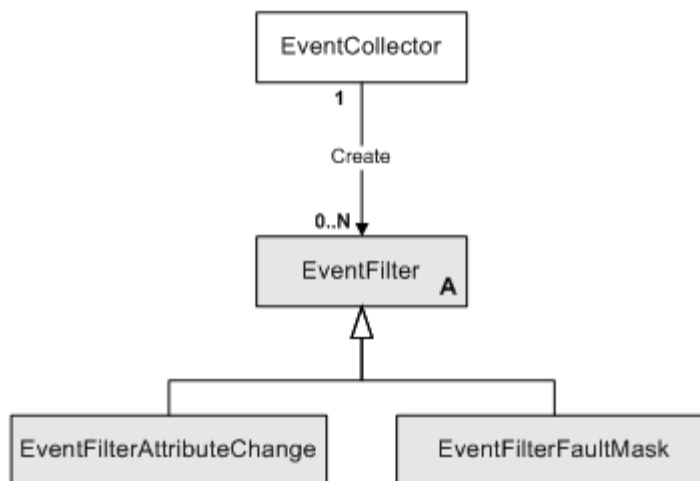 EventCollector
1
Create
0..N
EventFilter
A
EventFilterAttributeChange
EventFilterFaultMask